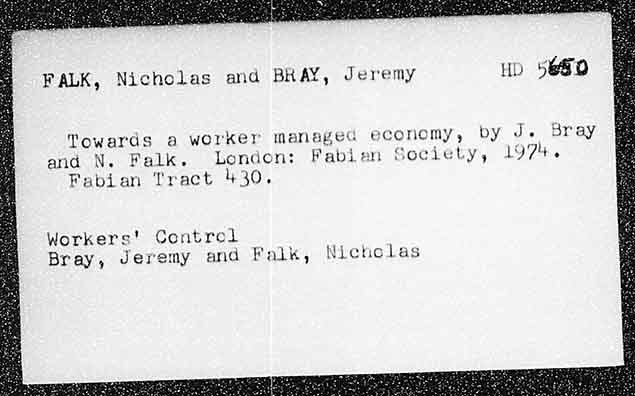 FALK, Nicholas and BRAY, Jeremy HD 5650
Towards a worker managed economy, by J. Bray
and N. Falk. London: Fabian Society, 1974.
Fabian Tract 430.
Workers' Control
Bray, Jeremy and Falk, Nicholas